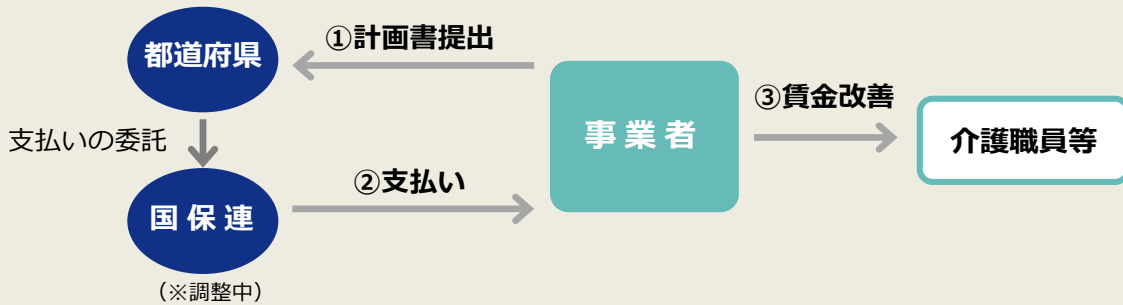 ①計画書提出
都道府県
③賃金改善
事業者
介護職員等
支払いの委託
②支払い
国保連
（※調整中）